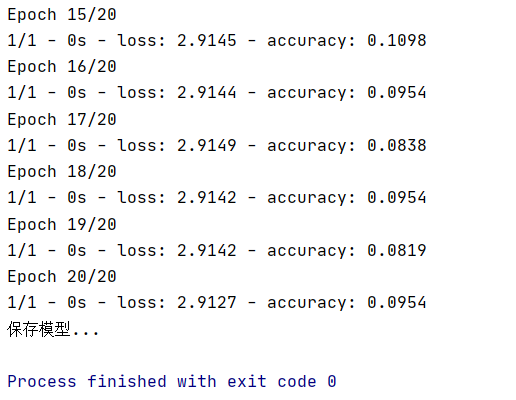 Epoch 15/20
1/1 - 0s - loss: 2.9145 - accuracy: 0.1098
Epoch 16/20
1/1 - 0s - loss: 2.9144 - accuracy: 0.0954
Epoch 17/20
1/1 - 0s - loss: 2.9149 - accuracy: 0.0838
Epoch 18/20
1/1 - 0s - loss: 2.9142 - accuracy: 0.0954
Epoch 19/20
1/1 - 0s - loss: 2.9142 - accuracy: 0.0819
Epoch 20/20
1/1 - 0s - loss: 2.9127 - accuracy: 0.0954
保存模型...
Process finished with exit code 0